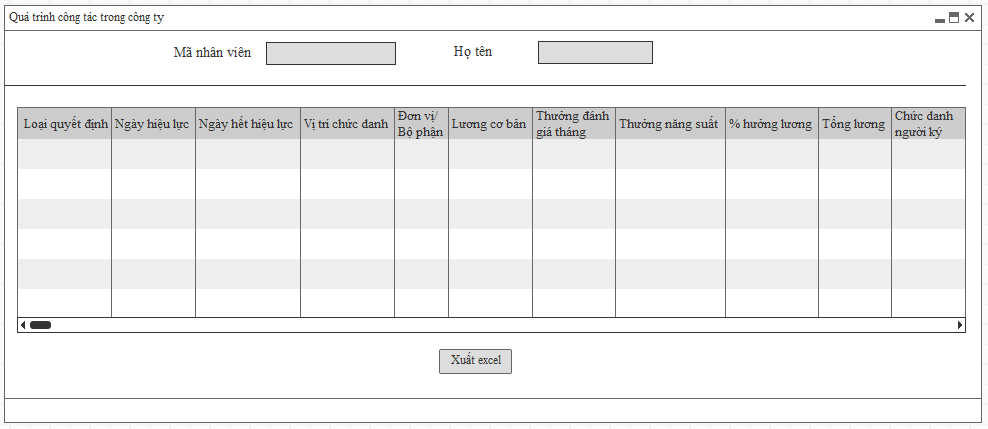 Quá trình công tác trong công ty
Mã nhân viên
Họ tên
Loại quyết định
Ngày hiệu lực
Ngày hết hiệu lực
Vị trí chức danh
Đơn vị/
Bộ phận
Lương cơ bản
Thưởng đánh
giá tháng
Thưởng năng suất
% hưởng lương
Tổng lương
Chức danh
người ký
Xuất excel